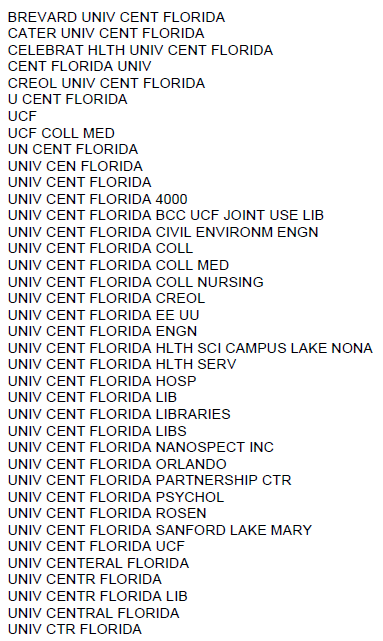 BREVARD UNIV CENT FLORIDA
CATER UNIV CENT FLORIDA
CELEBRAT HLTH UNIV CENT FLORIDA
CENT FLORIDA UNIV
CREOL UNIV CENT FLORIDA
U CENT FLORIDA
UCF
UCF COLL MED
UN CENT FLORIDA
UNIV CEN FLORIDA
UNIV CENT FLORIDA
UNIV CENT FLORIDA 4000
UNIV CENT FLORIDA BCC UCF JOINT USE LIB
UNIV CENT FLORIDA CIVIL ENVIRONM ENGN
UNIV CENT FLORIDA COLL
UNIV CENT FLORIDA COLL MED
UNIV CENT FLORIDA COLL NURSING
UNIV CENT FLORIDA CREOL
UNIV CENT FLORIDA EE UU
UNIV CENT FLORIDA ENGN
UNIV CENT FLORIDA HLTH SCI CAMPUS LAKE NONA
UNIV CENT FLORIDA HLTH SERV
UNIV CENT FLORIDA HOSP
UNIV CENT FLORIDA LIB
UNIV CENT FLORIDA LIBRARIES
UNIV CENT FLORIDA LIBS
UNIV CENT FLORIDA NANOSPECT INC
UNIV CENT FLORIDA ORLANDO
UNIV CENT FLORIDA PARTNERSHIP CTR
UNIV CENT FLORIDA PSYCHOL
UNIV CENT FLORIDA ROSEN
UNIV CENT FLORIDA SANFORD LAKE MARY
UNIV CENT FLORIDA UCF
UNIV CENTERAL FLORIDA
UNIV CENTR FLORIDA
UNIV CENTR FLORIDA LIB
UNIV CENTRAL FLORIDA
UNIV CTR FLORIDA